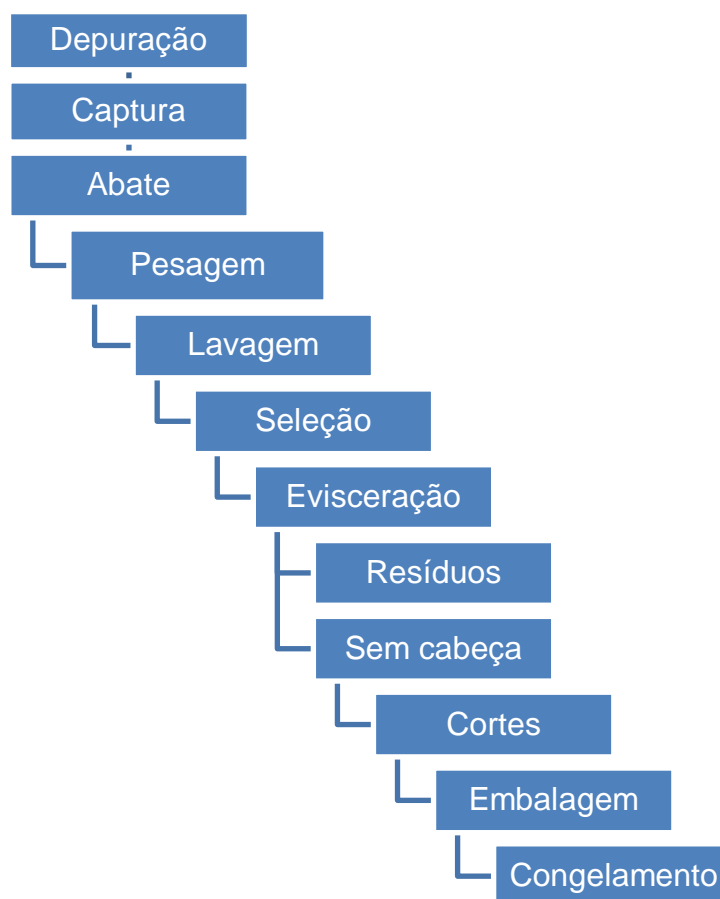 Depuração
Captura
Abate
Pesagem
Lavagem
Seleção
Evisceração
Resíduos
Sem cabeça
Cortes
Embalagem
Congelamento